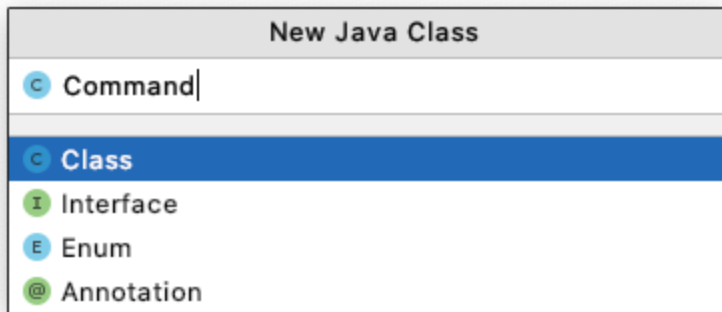 New Java Class
C Command
C Class
I Interface
E Enum
@ Annotation